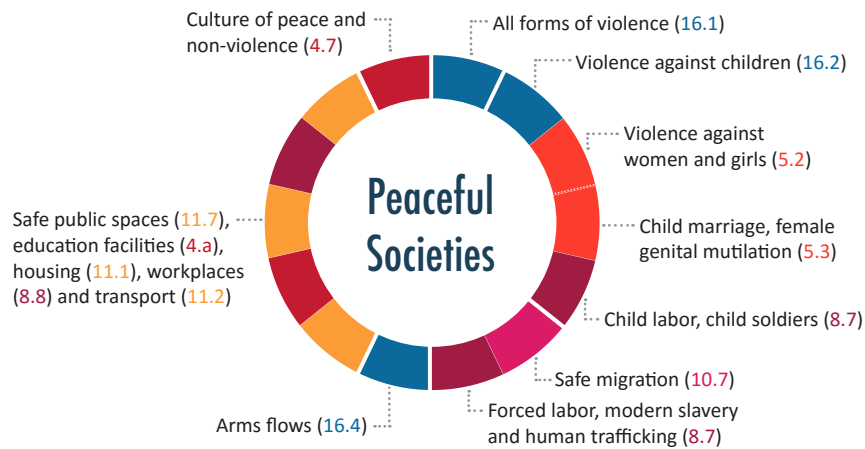 Culture of peace and
non-violence (4.7)
All forms of violence (16.1)
Violence against children (16.2)
Violence against
women and girls (5.2)
Child marriage, female
genital mutilation (5.3)
Child labor, child soldiers (8.7)
Safe migration (10.7)
Forced labor, modern slavery
and human trafficking (8.7)
Arms flows (16.4)
Safe public spaces (11.7),
education facilities (4.a),
housing (11.1), workplaces
(8.8) and transport (11.2)
Peaceful
Societies